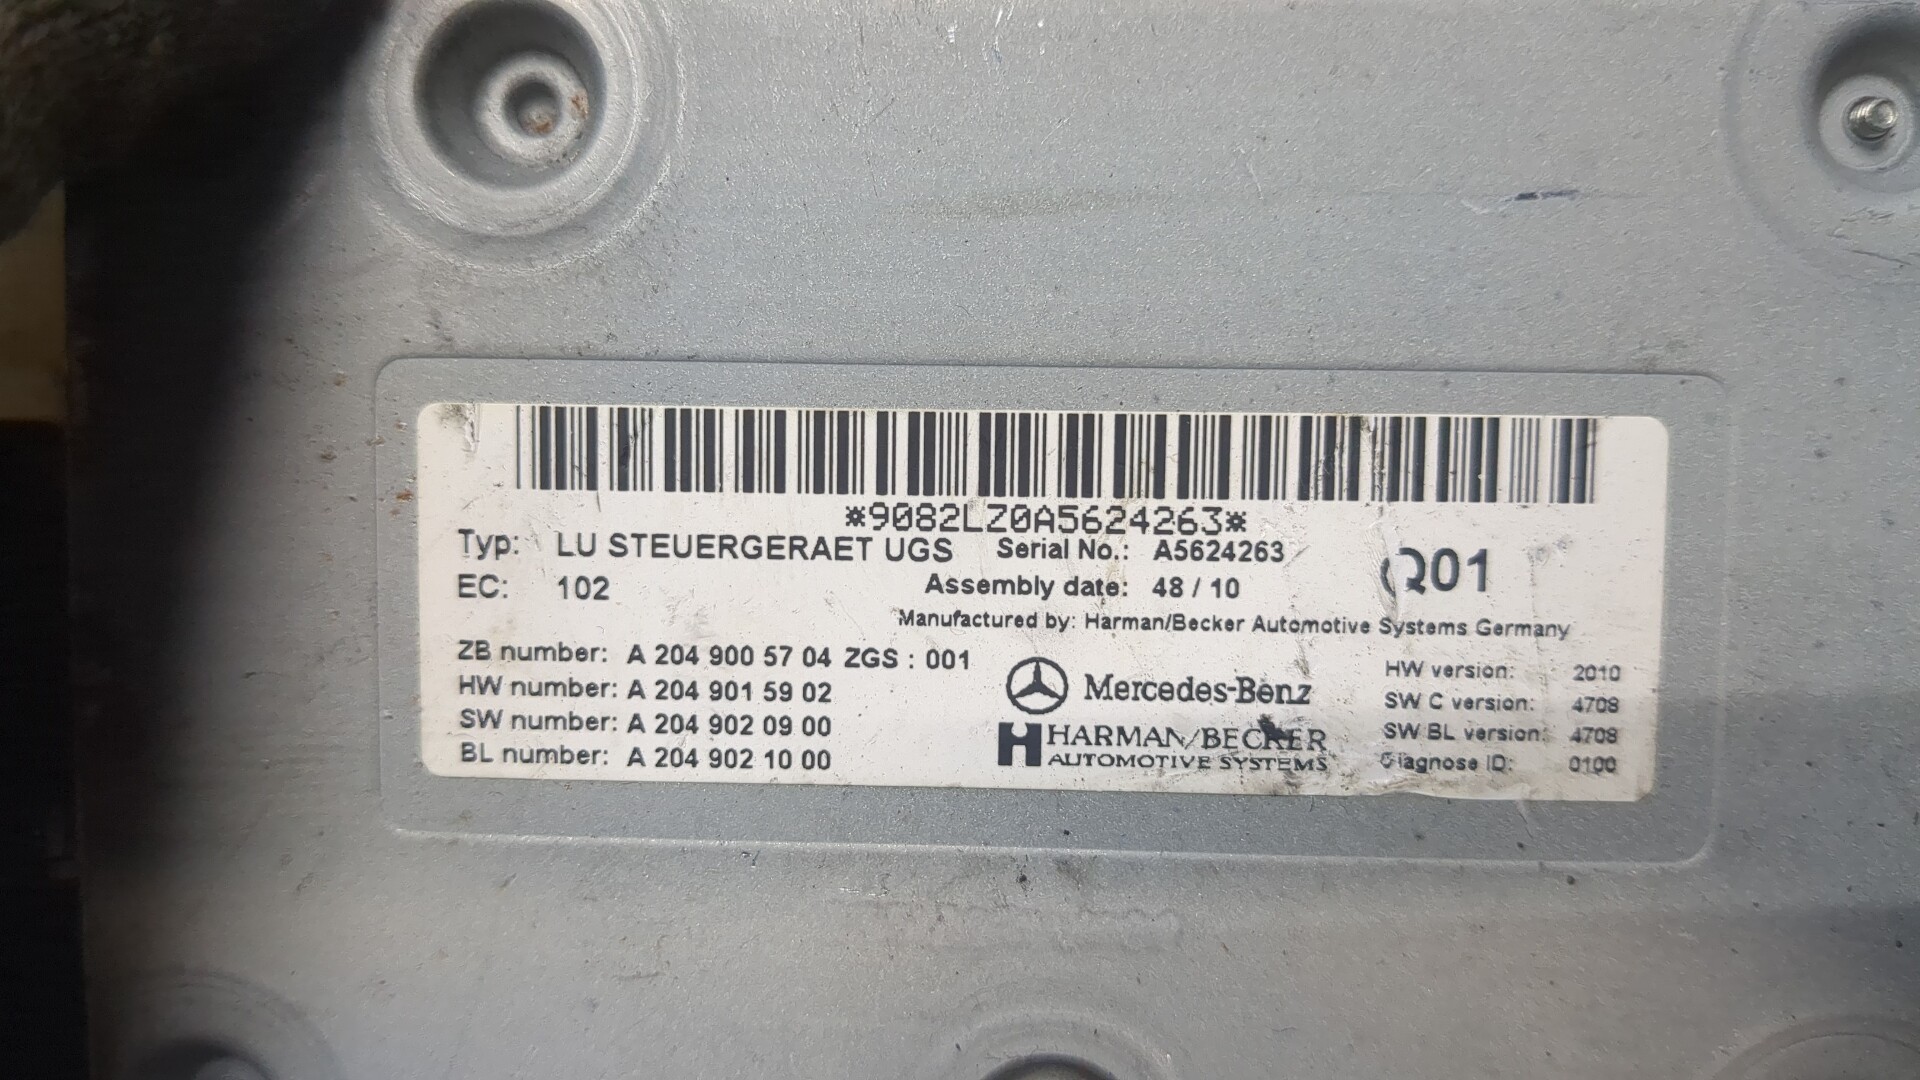 *9082LZ0A5624263*
Typ: LU STEUERGERAET UGS Serial No.: A5624263
EC: 102 Assembly date: 48 / 10 Q01
Manufactured by: Harman/Becker Automotive Systems Germany
ZB number: A 204 900 57 04 ZGS : 001
HW number: A 204 901 59 02
SW number: A 204 902 09 00
BL number: A 204 902 10 00
Mercedes-Benz
HARMAN/BECKER
AUTOMOTIVE SYSTEMS
HW version: 2010
SW C version: 4708
SW BL version: 4708
Diagnose ID: 0100